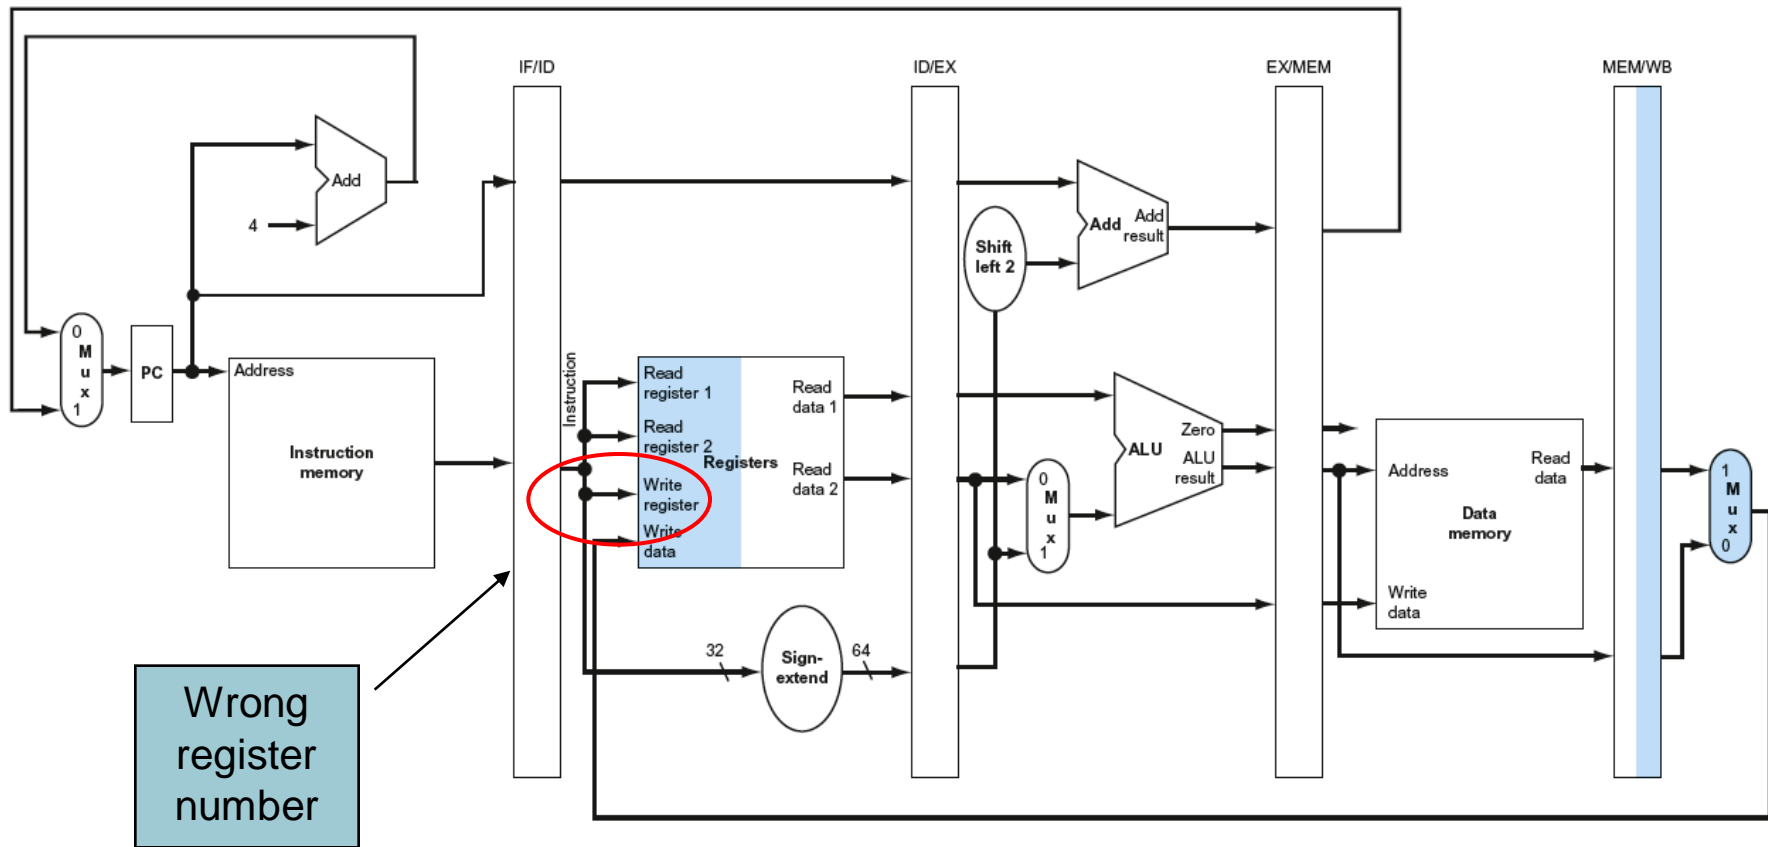 IF/ID
ID/EX
EX/MEM
MEM/WB
Add
4
Add
Add
result
Shift
left 2
0
M
u
x
1
PC
Address
Instruction
memory
Instruction
Read
register 1
Read
register 2
Registers
Write
register
Write
data
Read
data 1
Read
data 2
0
M
u
x
1
Zero
ALU
ALU
result
Address
Read
data
Data
memory
Write
data
1
M
u
x
0
32
Sign-
extend
64
Wrong
register
number